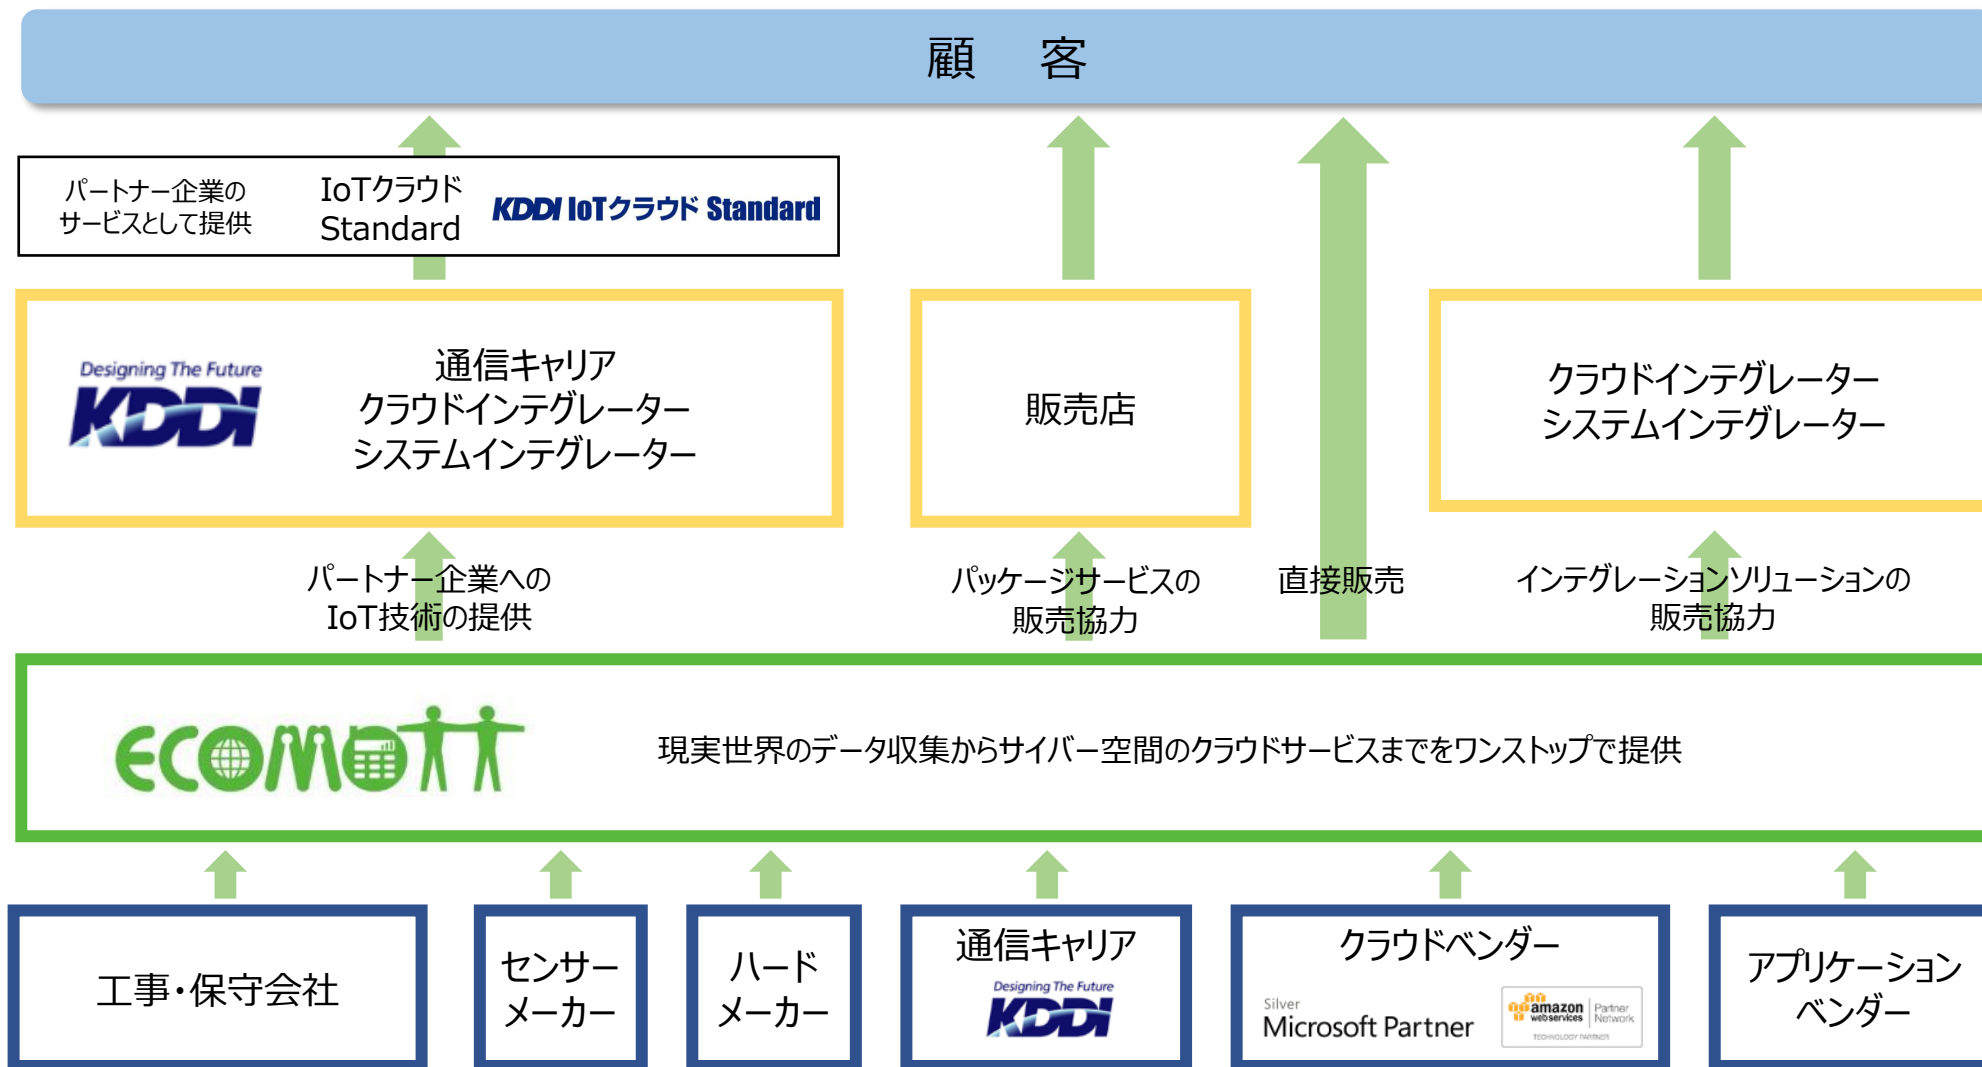 顧 客
パートナー企業の
サービスとして提供
IoTクラウド
Standard
KDDI IoTクラウド Standard
Designing The Future
KDDI
通信キャリア
クラウドインテグレーター
システムインテグレーター
販売店
クラウドインテグレーター
システムインテグレーター
パートナー企業への
IoT技術の提供
パッケージサービスの
販売協力
直接販売
インテグレーションソリューションの
販売協力
ECOMOTT
現実世界のデータ収集からサイバー空間のクラウドサービスまでをワンストップで提供
工事・保守会社
センサー
メーカー
ハード
メーカー
通信キャリア
Designing The Future
KDDI
クラウドベンダー
Silver
Microsoft Partner
amazon
webservices
Partner
Network
TECHNOLOGY PARTNER
アプリケーション
ベンダー